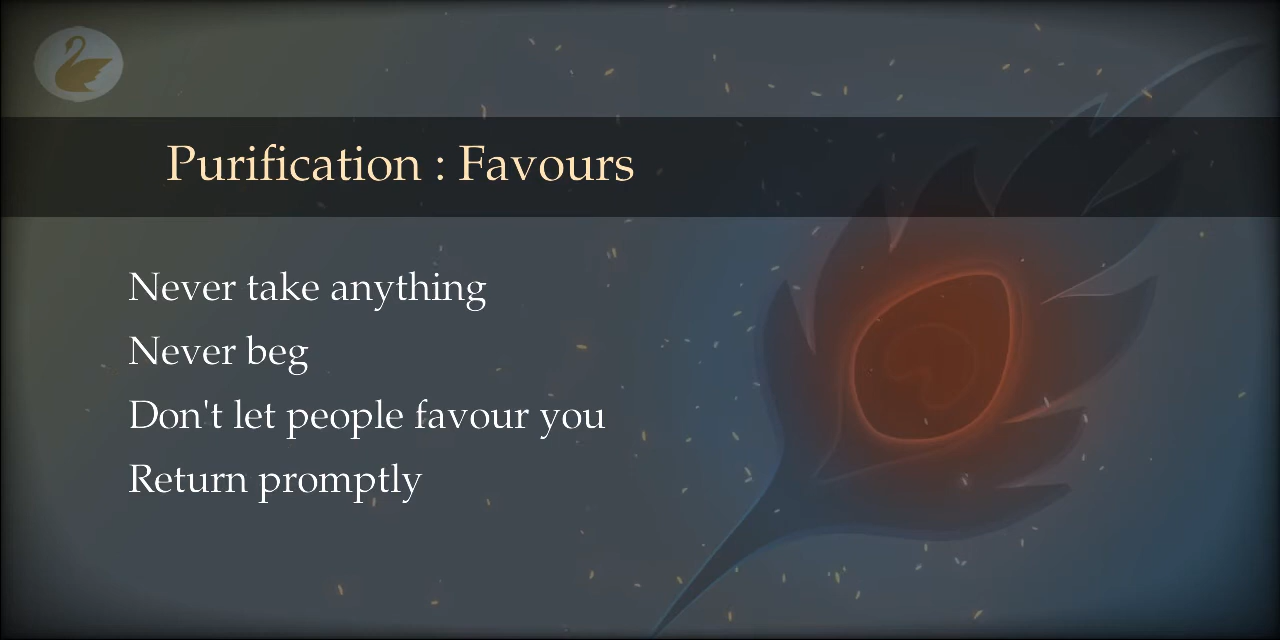 Purification : Favours
Never take anything
Never beg
Don't let people favour you
Return promptly